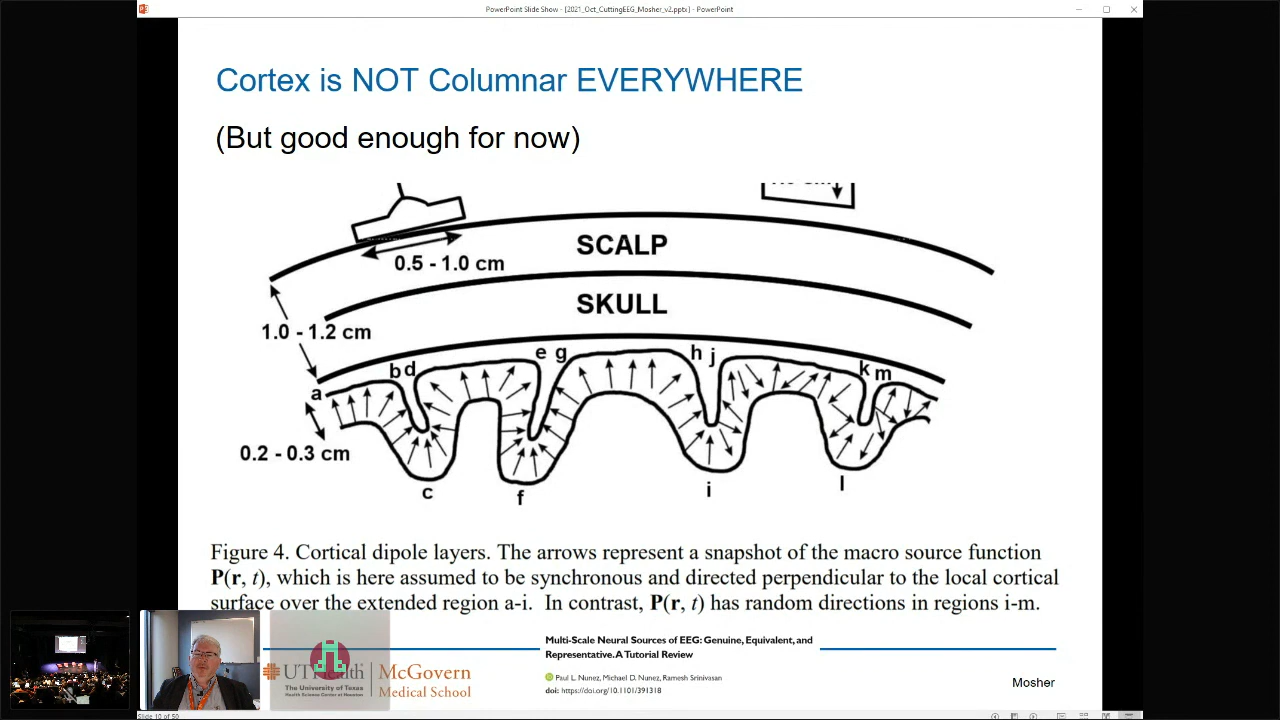 PowerPoint Slide Show - [2021_Oct_CuttingEEG_Mosher_v2.pptx] - PowerPoint
Cortex is NOT Columnar EVERYWHERE
(But good enough for now)
SCALP
0.5 - 1.0 cm
SKULL
1.0 - 1.2 cm
a
b d
e g
h j
k m
0.2 - 0.3 cm
c
f
i
l
Figure 4. Cortical dipole layers. The arrows represent a snapshot of the macro source function
P(r, t), which is here assumed to be synchronous and directed perpendicular to the local cortical
surface over the extended region a-i. In contrast, P(r, t) has random directions in regions i-m.
UTHealth
The University of Texas
Health Science Center at Houston
McGovern
Medical School
Multi-Scale Neural Sources of EEG: Genuine, Equivalent, and
Representative. A Tutorial Review
Paul L. Nunez, Michael D. Nunez, Ramesh Srinivasan
doi: https://doi.org/10.1101/391318
Mosher
Slide 10 of 50